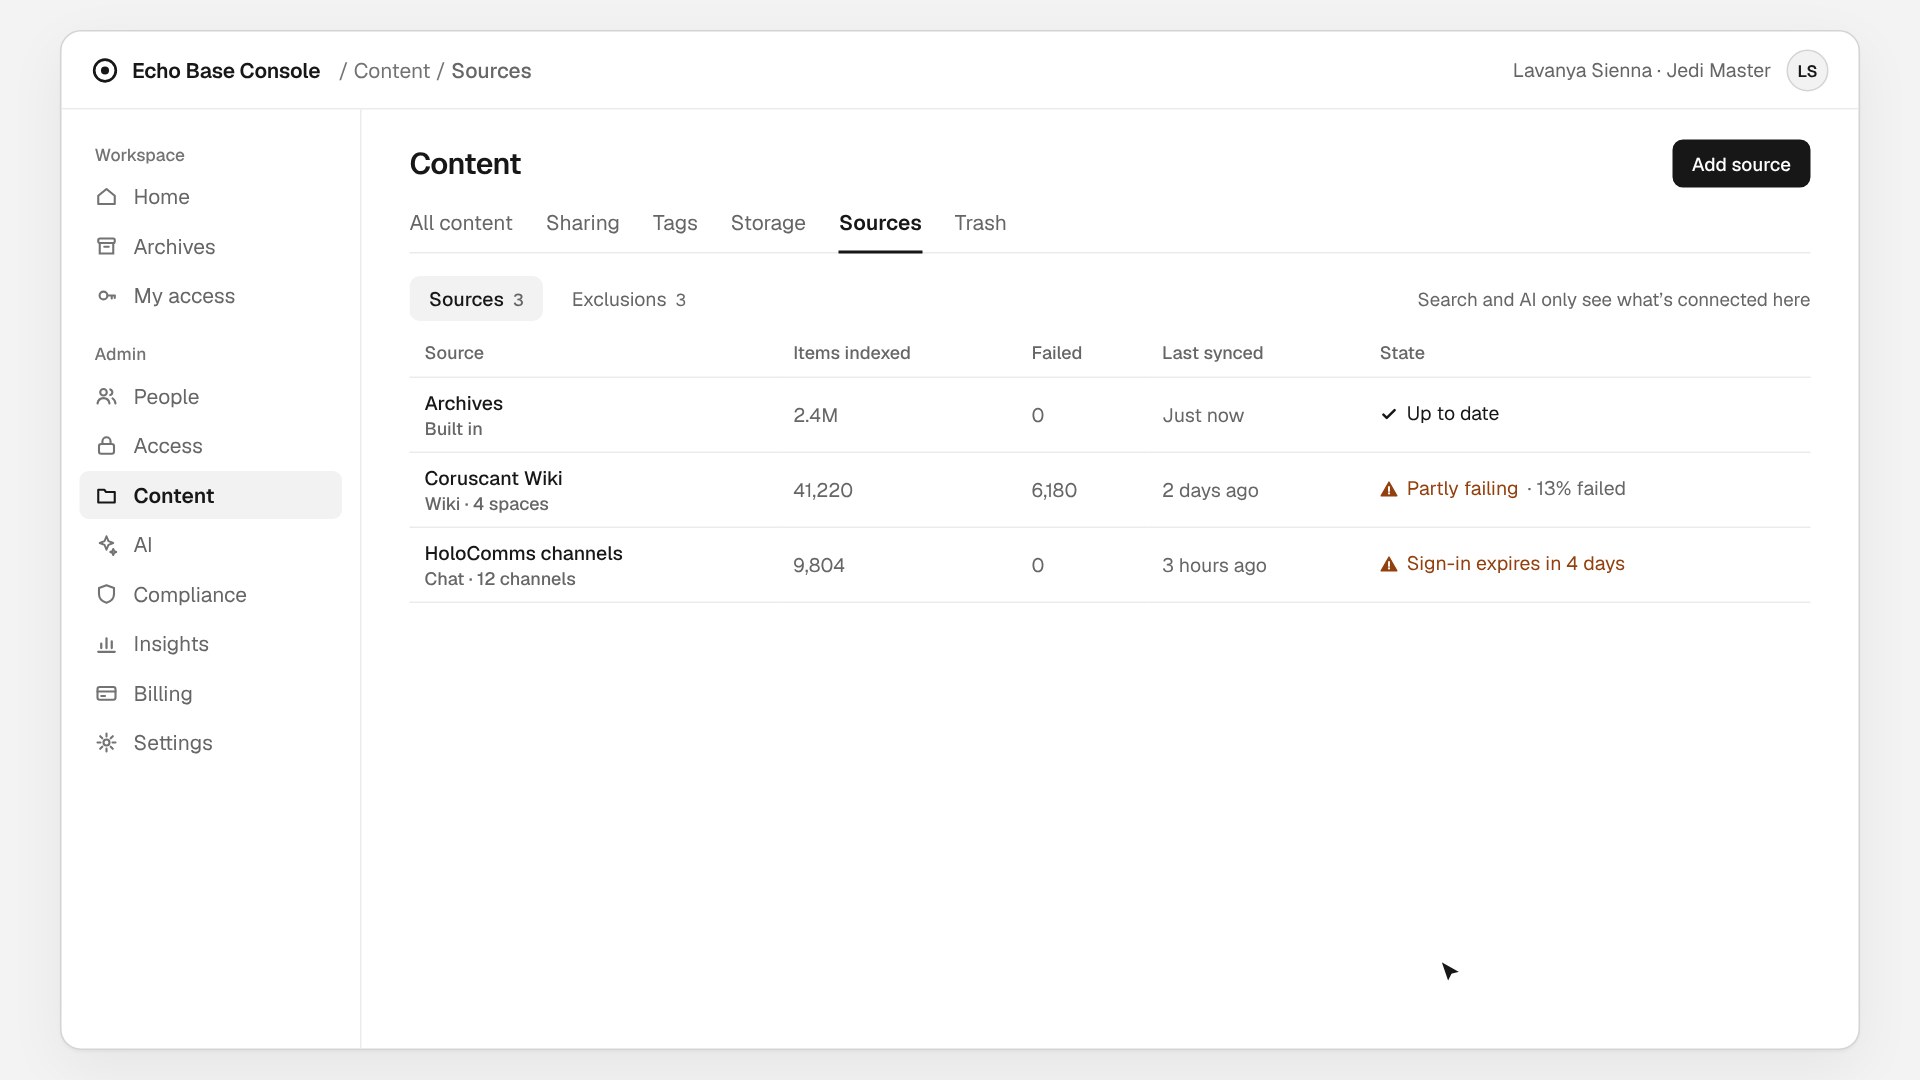 Echo Base Console / Content / Sources
Lavanya Sienna · Jedi Master LS
Workspace
Home
Archives
My access
Admin
People
Access
Content
AI
Compliance
Insights
Billing
Settings
Content
Add source
All content Sharing Tags Storage Sources Trash
Sources 3 Exclusions 3
Search and AI only see what’s connected here
Source Items indexed Failed Last synced State
Archives
Built in
2.4M 0 Just now Up to date
Coruscant Wiki
Wiki · 4 spaces
41,220 6,180 2 days ago Partly failing · 13% failed
HoloComms channels
Chat · 12 channels
9,804 0 3 hours ago Sign-in expires in 4 days